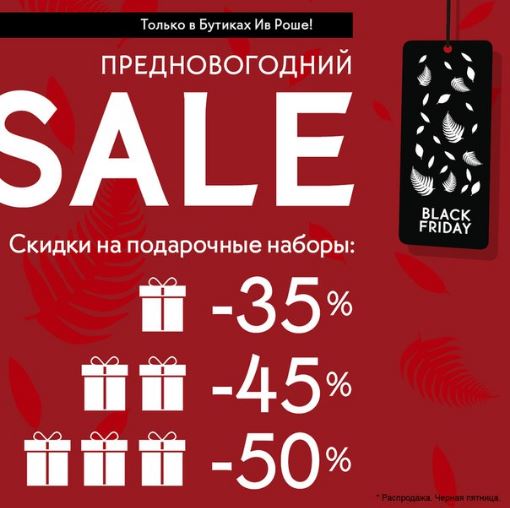 Только в Бутиках Ив Роше!
ПРЕДНОВОГОДНИЙ
SALE
BLACK
FRIDAY
Скидки на подарочные наборы:
-35%
-45%
-50%
* Распродажа. Черная пятница.